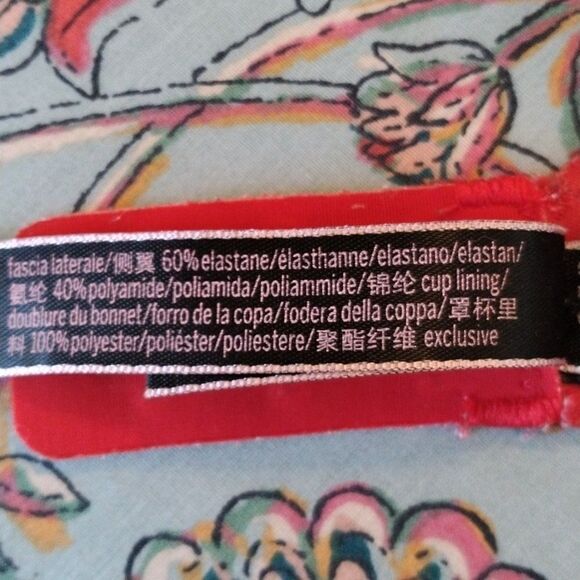 fascia laterale/侧翼 60%elastane/élasthanne/elastano/elastan/
氨纶 40%polyamide/poliamida/poliammide/锦纶 cup lining/
doublure du bonnet/forro de la copa/fodera della coppa/罩杯里
料 100%polyester/poliéster/poliestere/聚酯纤维 exclusive